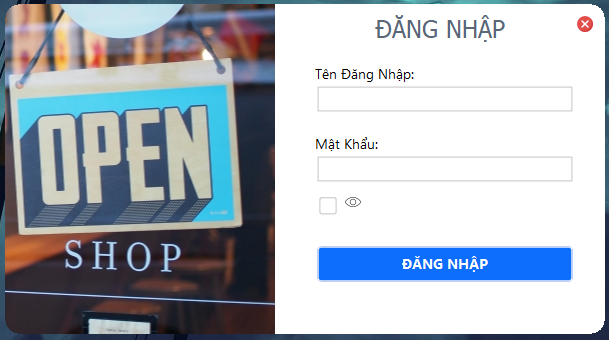 OPEN
SHOP
ĐĂNG NHẬP
Tên Đăng Nhập:
Mật Khẩu:
ĐĂNG NHẬP